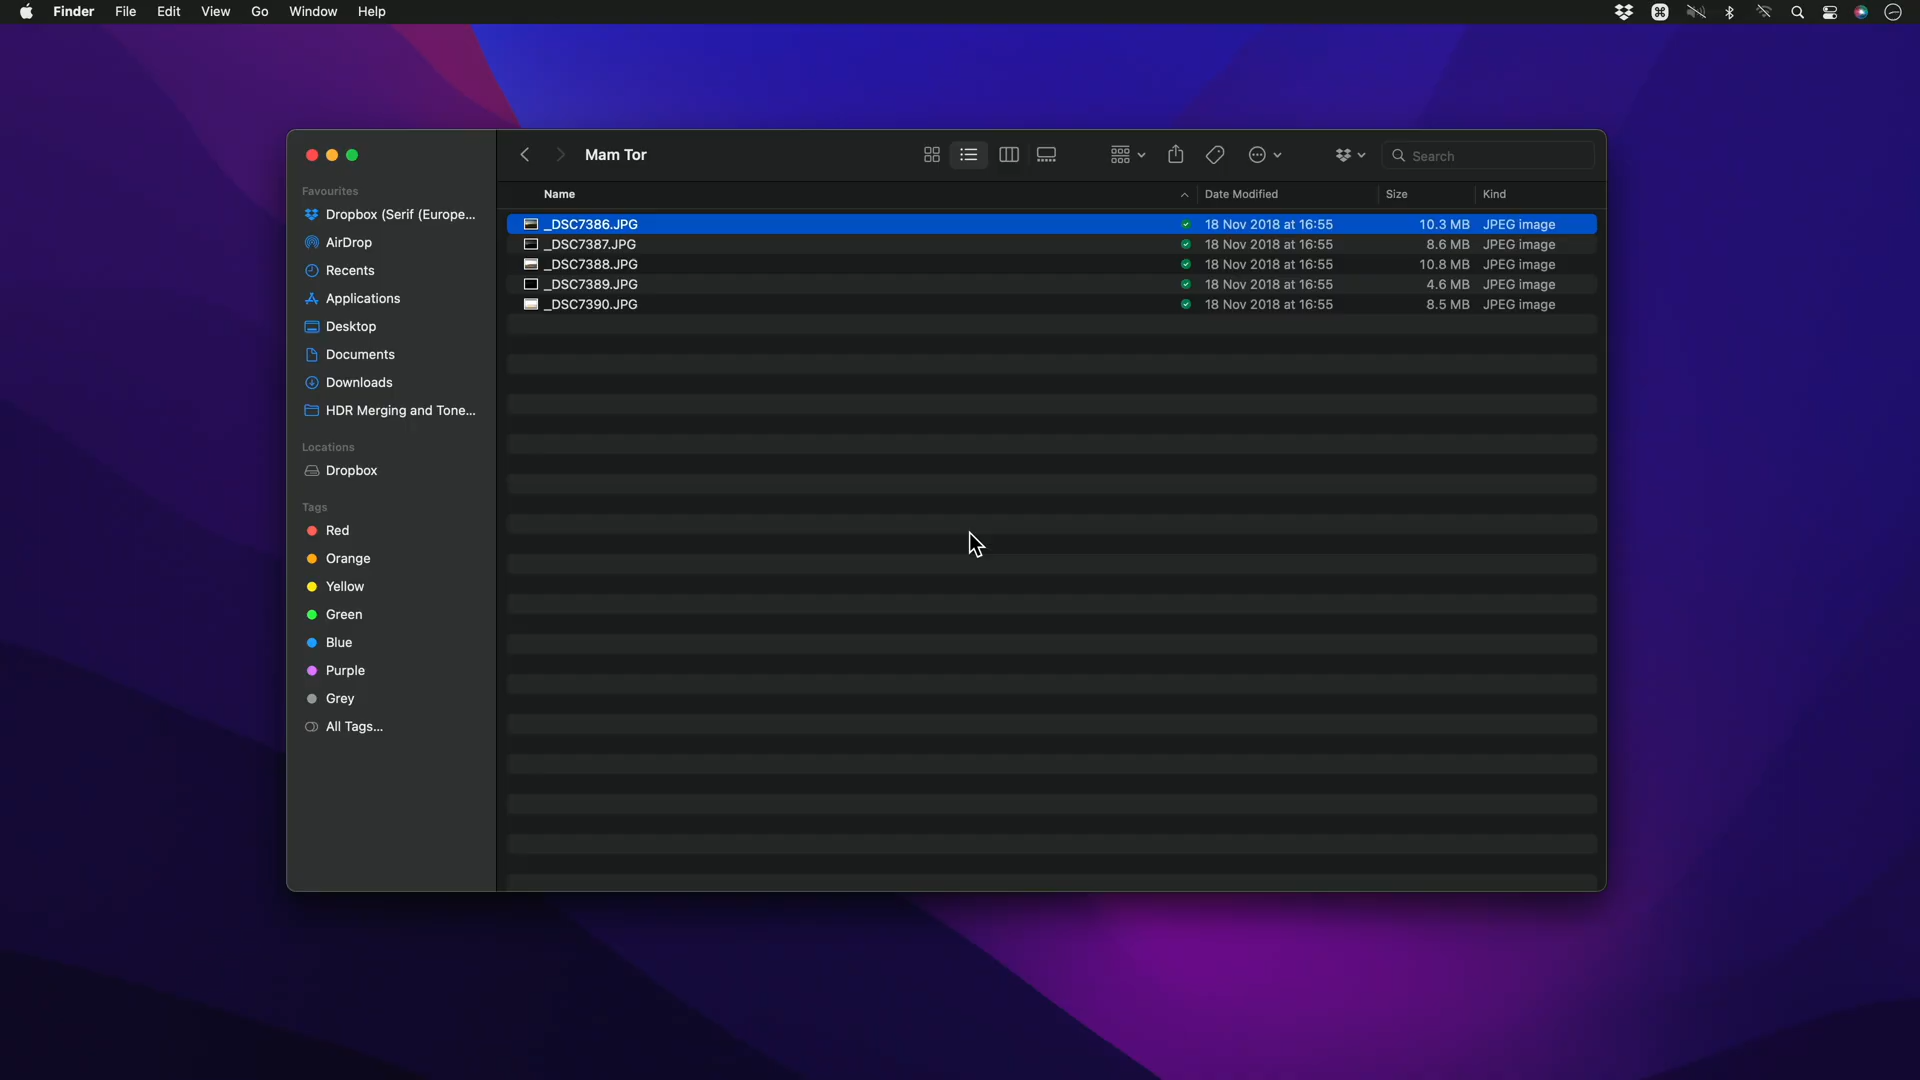 Finder File Edit View Go Window Help
Mam Tor
Search
Favourites
Dropbox (Serif (Europe...
AirDrop
Recents
Applications
Desktop
Documents
Downloads
HDR Merging and Tone...
Locations
Dropbox
Tags
Red
Orange
Yellow
Green
Blue
Purple
Grey
All Tags...
Name Date Modified Size Kind
_DSC7386.JPG 18 Nov 2018 at 16:55 10.3 MB JPEG image
_DSC7387.JPG 18 Nov 2018 at 16:55 8.6 MB JPEG image
_DSC7388.JPG 18 Nov 2018 at 16:55 10.8 MB JPEG image
_DSC7389.JPG 18 Nov 2018 at 16:55 4.6 MB JPEG image
_DSC7390.JPG 18 Nov 2018 at 16:55 8.5 MB JPEG image